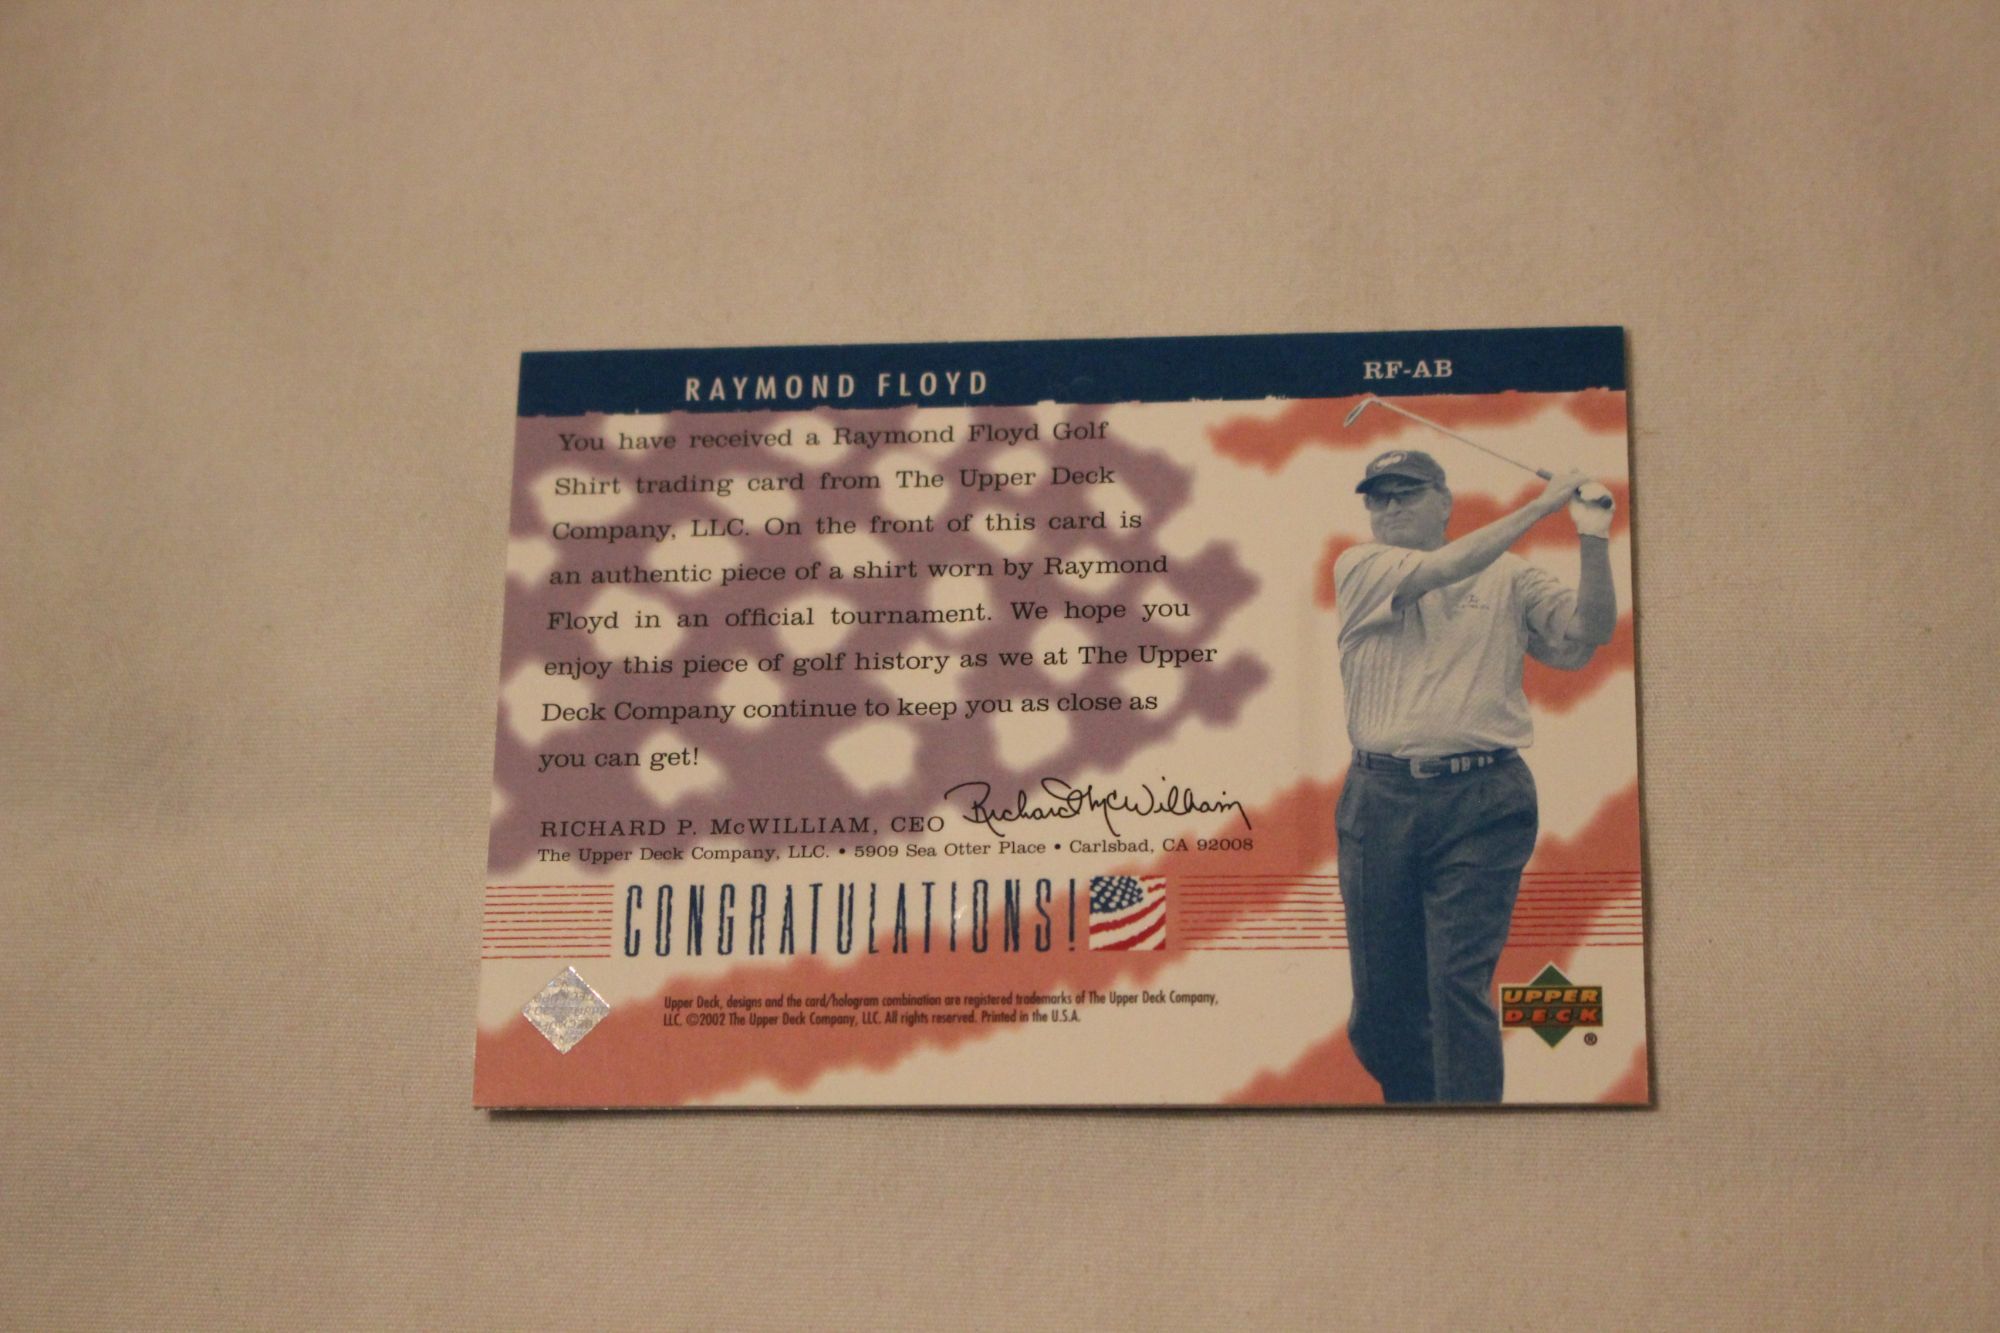 RAYMOND FLOYD
RF-AB
You have received a Raymond Floyd Golf
Shirt trading card from The Upper Deck
Company, LLC. On the front of this card is
an authentic piece of a shirt worn by Raymond
Floyd in an official tournament. We hope you
enjoy this piece of golf history as we at The Upper
Deck Company continue to keep you as close as
you can get!
RICHARD P. McWILLIAM, CEO Richard McWilliam
The Upper Deck Company, LLC. • 5909 Sea Otter Place • Carlsbad, CA 92008
CONGRATULATIONS!
Upper Deck, designs and the card/hologram combination are registered trademarks of The Upper Deck Company,
LLC. ©2002 The Upper Deck Company, LLC. All rights reserved. Printed in the U.S.A.
UPPER
DECK
®